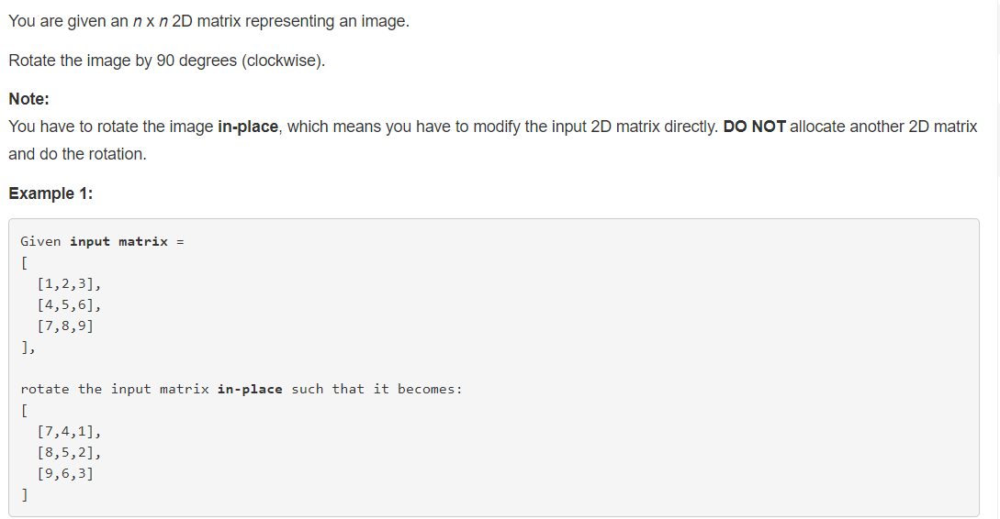 You are given an n x n 2D matrix representing an image.
Rotate the image by 90 degrees (clockwise).
Note:
You have to rotate the image in-place, which means you have to modify the input 2D matrix directly. DO NOT allocate another 2D matrix
and do the rotation.
Example 1:
Given input matrix =
[
  [1,2,3],
  [4,5,6],
  [7,8,9]
],
rotate the input matrix in-place such that it becomes:
[
  [7,4,1],
  [8,5,2],
  [9,6,3]
]